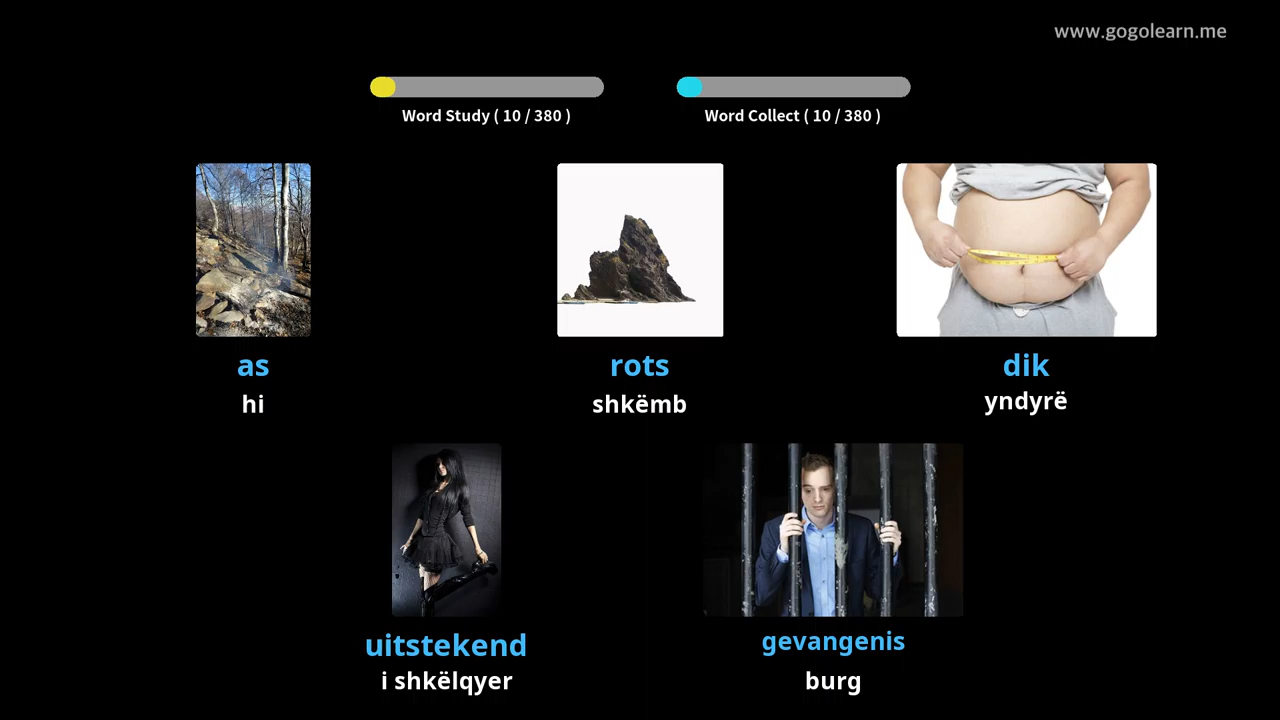 www.gogolearn.me
Word Study ( 10 / 380 )
Word Collect ( 10 / 380 )
as
hi
rots
shkëmb
dik
yndyrë
uitstekend
i shkëlqyer
gevangenis
burg